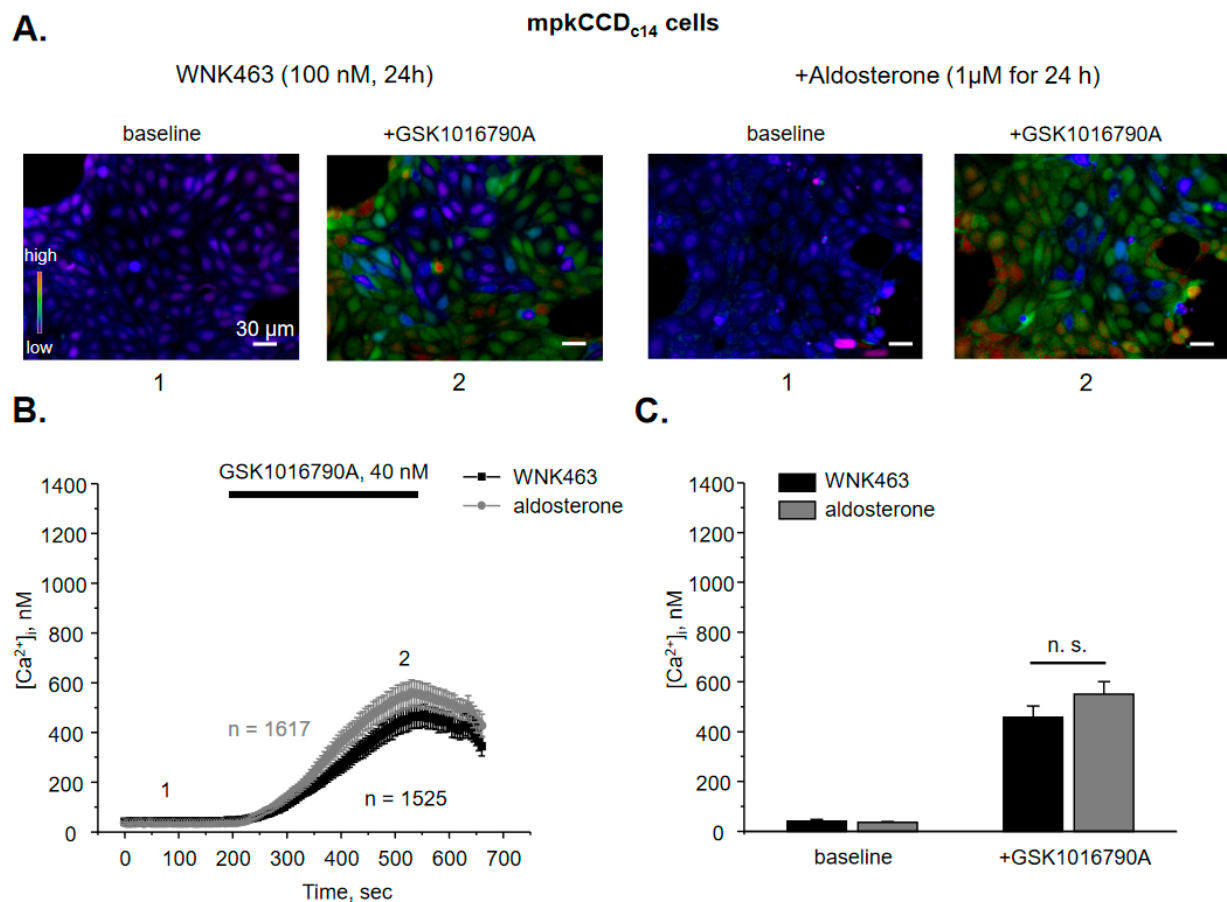 A.
mpkCCDc14 cells
WNK463 (100 nM, 24h)
+Aldosterone (1µM for 24 h)
baseline
+GSK1016790A
baseline
+GSK1016790A
high
low
30 µm
1
2
1
2
B.
C.
GSK1016790A, 40 nM
WNK463
aldosterone
[Ca²⁺]i, nM
1400
1200
1000
800
600
400
200
0
1
2
n = 1617
n = 1525
0 100 200 300 400 500 600 700
Time, sec
WNK463
aldosterone
[Ca²⁺]i, nM
1400
1200
1000
800
600
400
200
0
n. s.
baseline
+GSK1016790A